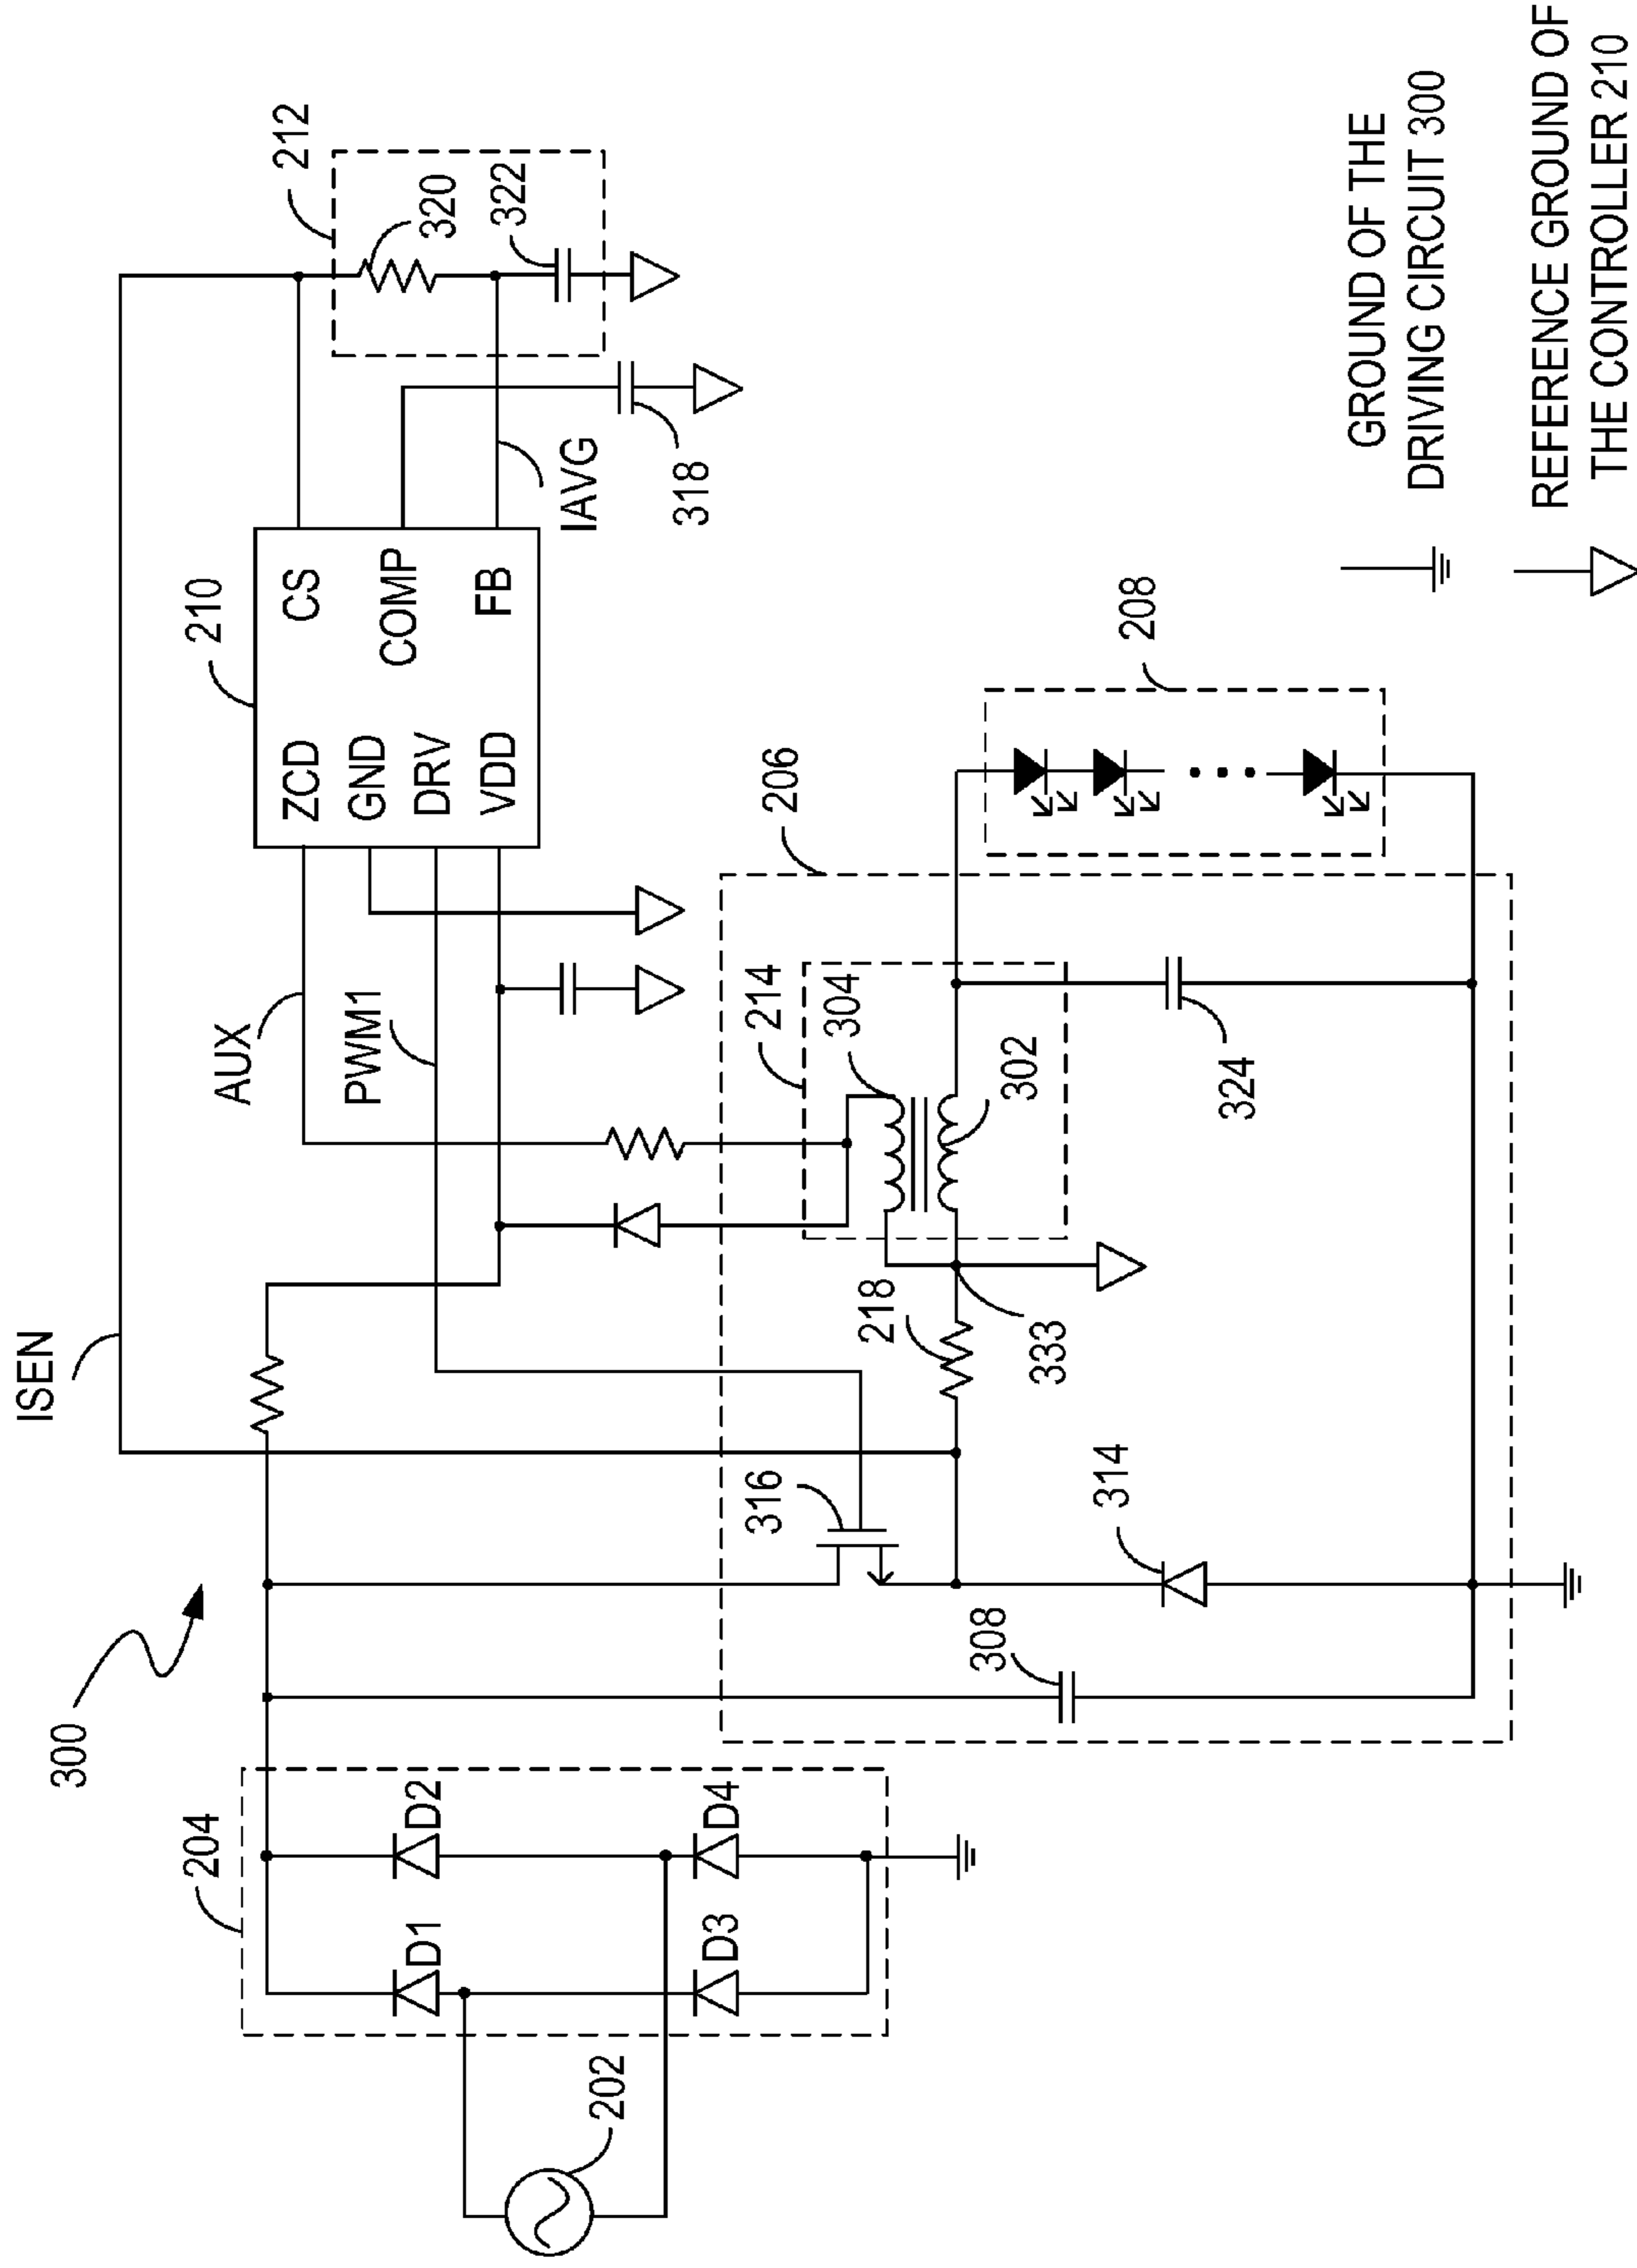 300
ISEN
204
D1
D2
D3
D4
202
AUX
PWM1
210
ZCD
GND
DRV
VDD
CS
COMP
FB
212
320
322
IAVG
318
206
214
304
302
316
218
333
308
314
324
208
GROUND OF THE
DRIVING CIRCUIT 300
REFERENCE GROUND OF
THE CONTROLLER 210